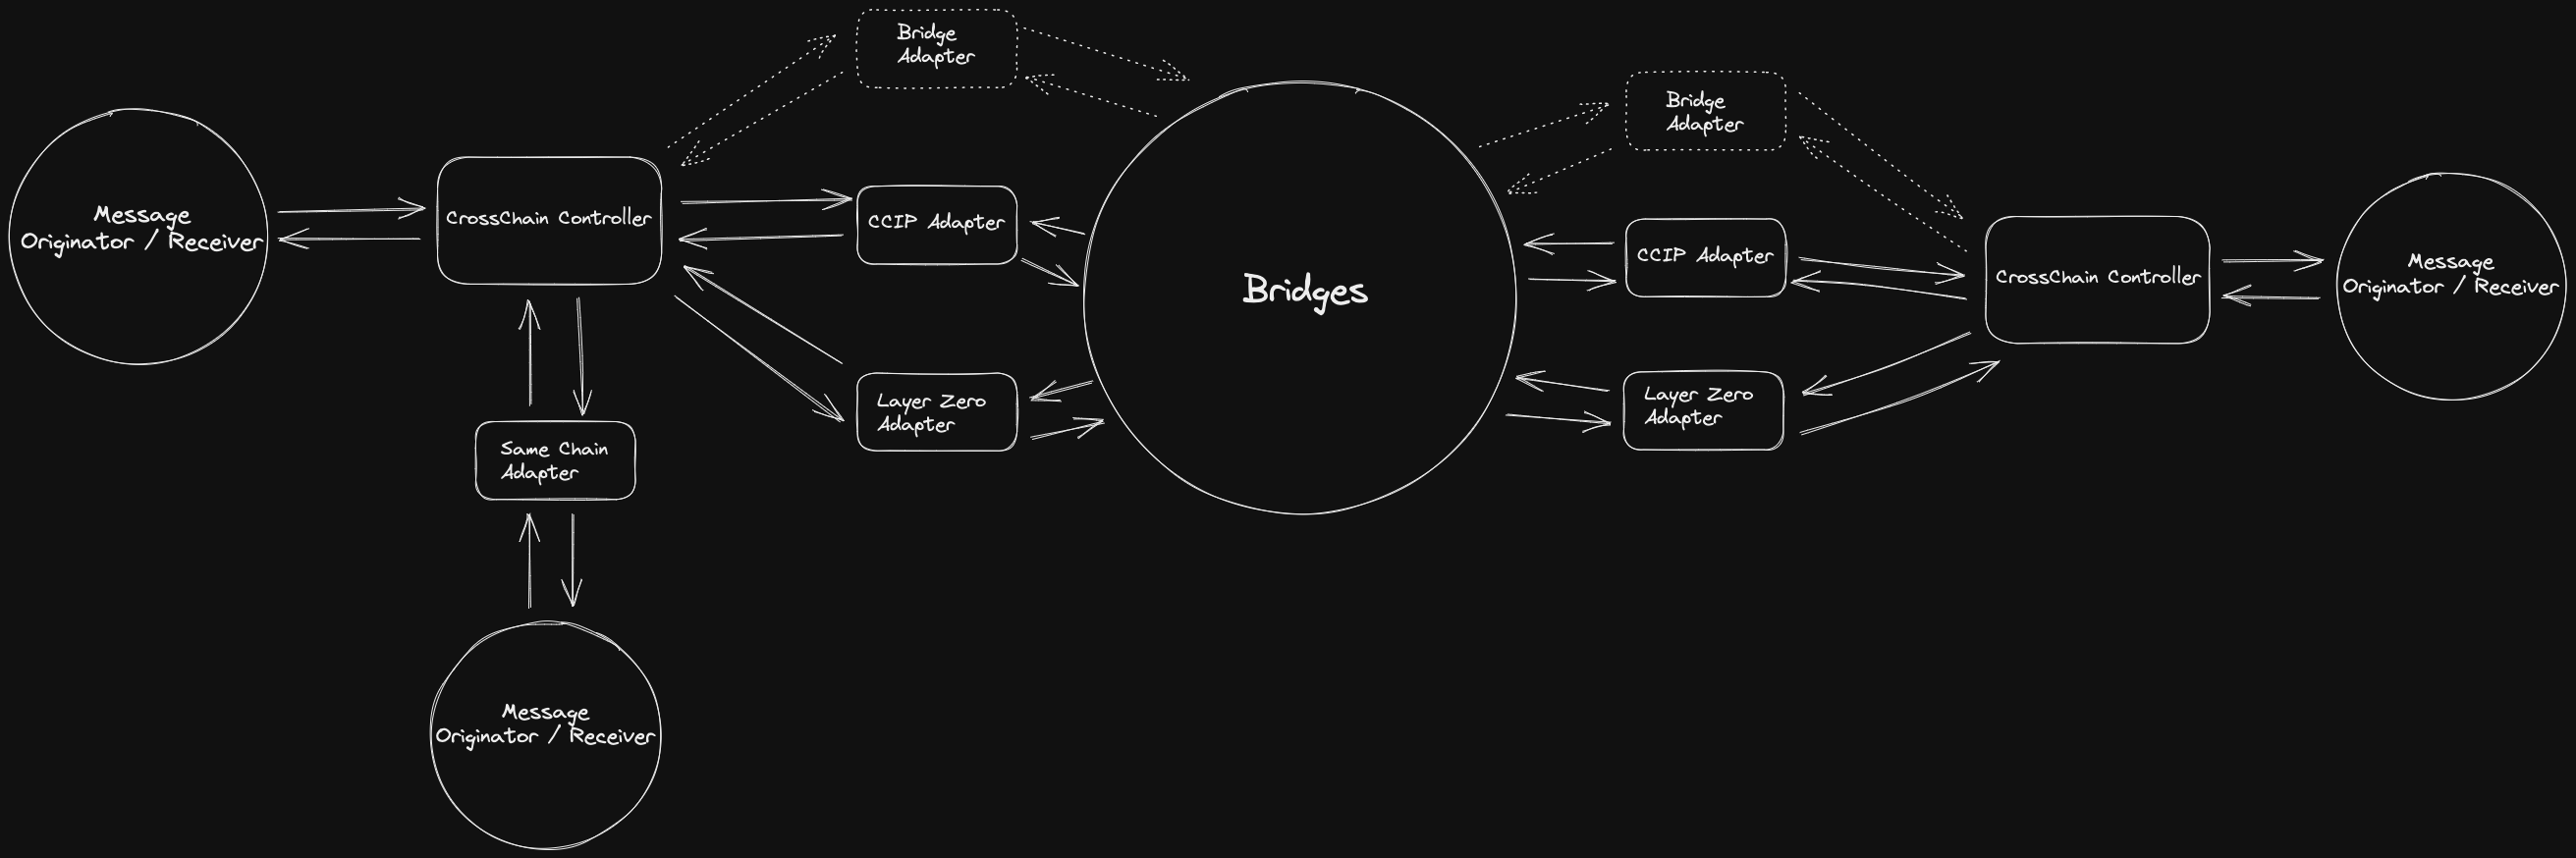 Bridge
Adapter
Bridge
Adapter
Message
Originator / Receiver
CrossChain Controller
CCIP Adapter
Bridges
CCIP Adapter
CrossChain Controller
Message
Originator / Receiver
Layer Zero
Adapter
Layer Zero
Adapter
Same Chain
Adapter
Message
Originator / Receiver